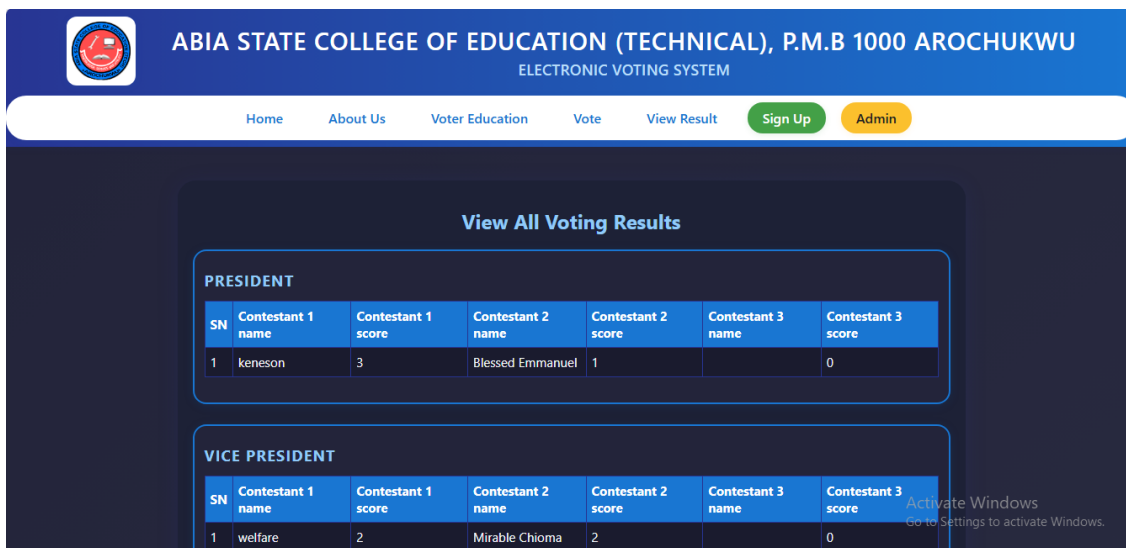 ABIA STATE COLLEGE OF EDUCATION (TECHNICAL), P.M.B 1000 AROCHUKWU
ELECTRONIC VOTING SYSTEM
Home About Us Voter Education Vote View Result Sign Up Admin
View All Voting Results
PRESIDENT
SN Contestant 1 name Contestant 1 score Contestant 2 name Contestant 2 score Contestant 3 name Contestant 3 score
1 keneson 3 Blessed Emmanuel 1 0
VICE PRESIDENT
SN Contestant 1 name Contestant 1 score Contestant 2 name Contestant 2 score Contestant 3 name Contestant 3 score
1 welfare 2 Mirable Chioma 2 0
Activate Windows
Go to Settings to activate Windows.